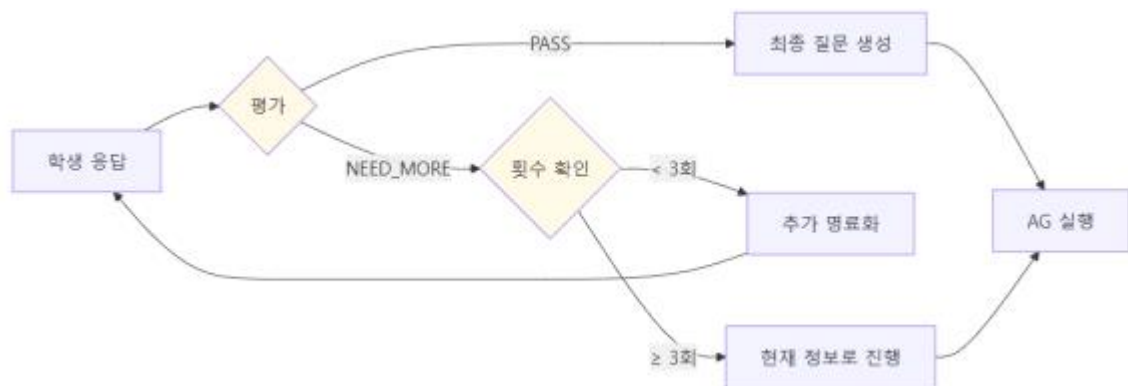 PASS
최종 질문 생성
평가
학생 응답
NEED_MORE
횟수 확인
< 3회
추가 명료화
AG 실행
≥ 3회
현재 정보로 진행